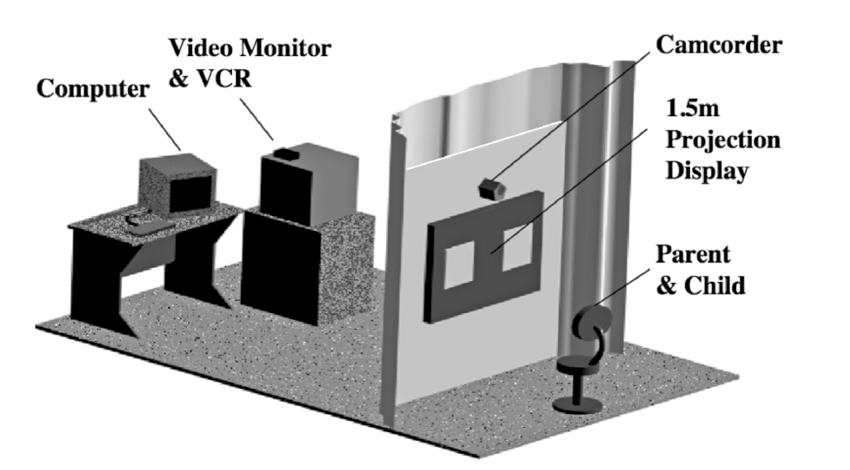 Computer
Video Monitor
& VCR
Camcorder
1.5m
Projection
Display
Parent
& Child